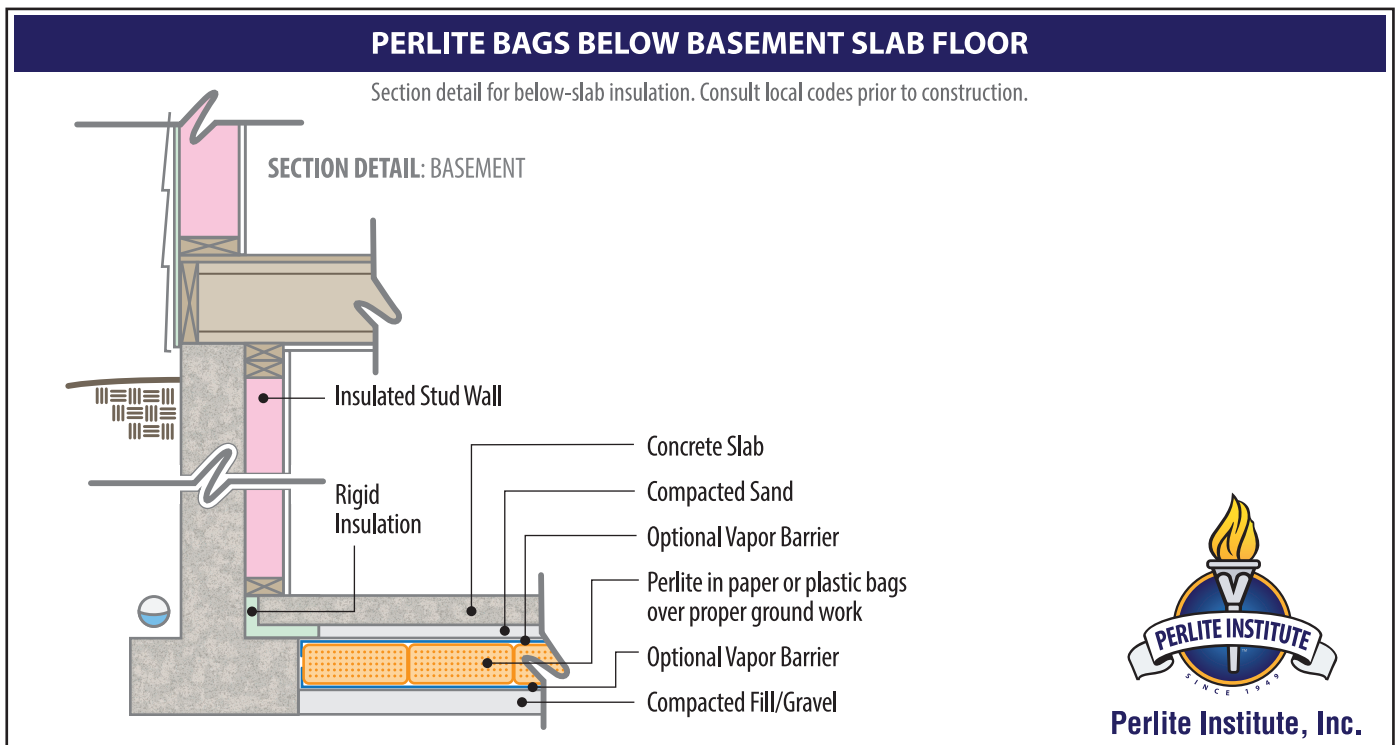 PERLITE BAGS BELOW BASEMENT SLAB FLOOR
Section detail for below-slab insulation. Consult local codes prior to construction.
SECTION DETAIL: BASEMENT
Insulated Stud Wall
Rigid
Insulation
Concrete Slab
Compacted Sand
Optional Vapor Barrier
Perlite in paper or plastic bags
over proper ground work
Optional Vapor Barrier
Compacted Fill/Gravel
PERLITE INSTITUTE
™
SINCE 1949
Perlite Institute, Inc.